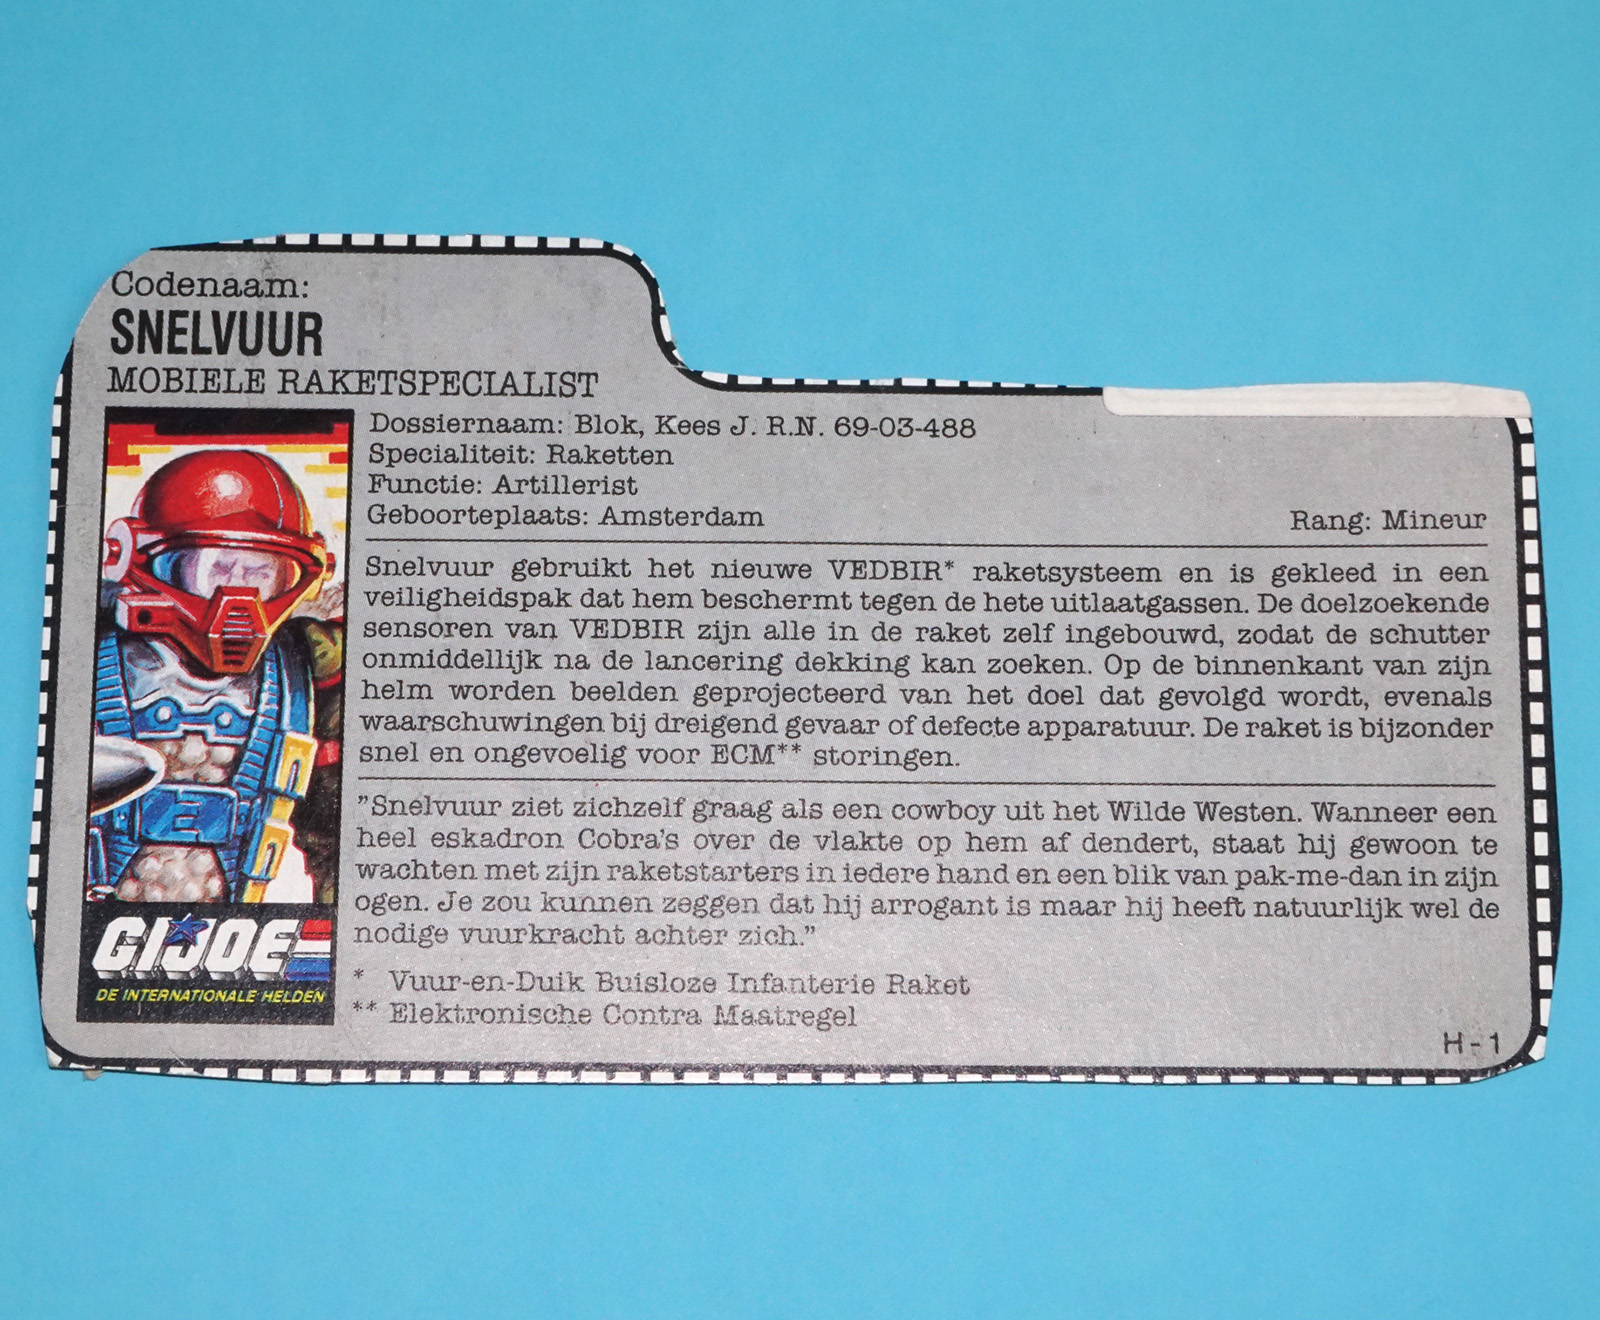 Codenaam:
SNELVUUR
MOBIELE RAKETSPECIALIST
Dossiernaam: Blok, Kees J. R.N. 69-03-488
Specialiteit: Raketten
Functie: Artillerist
Geboorteplaats: Amsterdam
Rang: Mineur
Snelvuur gebruikt het nieuwe VEDBIR* raketsysteem en is gekleed in een
veiligheidspak dat hem beschermt tegen de hete uitlaatgassen. De doelzoekende
sensoren van VEDBIR zijn alle in de raket zelf ingebouwd, zodat de schutter
onmiddellijk na de lancering dekking kan zoeken. Op de binnenkant van zijn
helm worden beelden geprojecteerd van het doel dat gevolgd wordt, evenals
waarschuwingen bij dreigend gevaar of defecte apparatuur. De raket is bijzonder
snel en ongevoelig voor ECM** storingen.
”Snelvuur ziet zichzelf graag als een cowboy uit het Wilde Westen. Wanneer een
heel eskadron Cobra's over de vlakte op hem af dendert, staat hij gewoon te
wachten met zijn raketstarters in iedere hand en een blik van pak-me-dan in zijn
ogen. Je zou kunnen zeggen dat hij arrogant is maar hij heeft natuurlijk wel de
nodige vuurkracht achter zich.”
* Vuur-en-Duik Buisloze Infanterie Raket
** Elektronische Contra Maatregel
GIJOE
DE INTERNATIONALE HELDEN
H-1